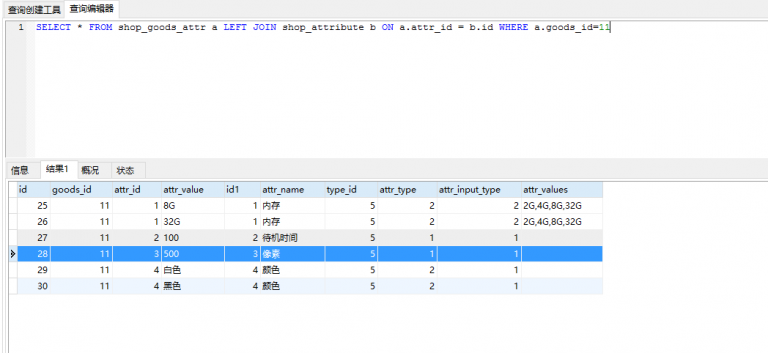 查询创建工具 查询编辑器
1 SELECT * FROM shop_goods_attr a LEFT JOIN shop_attribute b ON a.attr_id = b.id WHERE a.goods_id=11
信息 结果1 概况 状态
id goods_id attr_id attr_value id1 attr_name type_id attr_type attr_input_type attr_values
25 11 1 8G 1 内存 5 2 2 2G,4G,8G,32G
26 11 1 32G 1 内存 5 2 2 2G,4G,8G,32G
27 11 2 100 2 待机时间 5 1 1
28 11 3 500 3 像素 5 1 1
29 11 4 白色 4 颜色 5 2 1
30 11 4 黑色 4 颜色 5 2 1